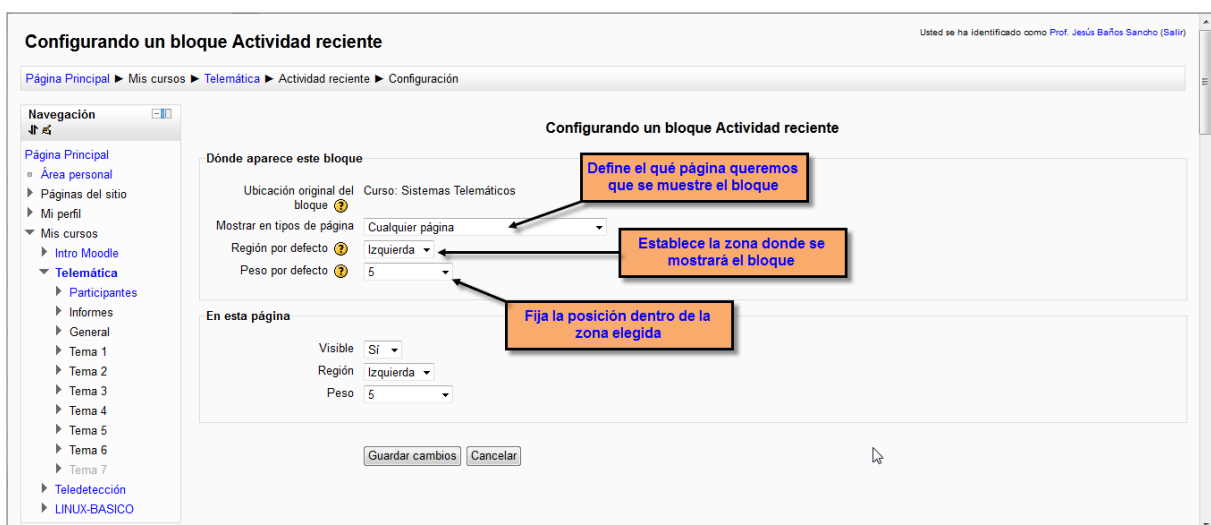 Configurando un bloque Actividad reciente
Usted se ha identificado como Prof. Jesús Baños Sancho (Salir)
Página Principal ► Mis cursos ► Telemática ► Actividad reciente ► Configuración
Navegación
Página Principal
Área personal
Páginas del sitio
Mi perfil
Mis cursos
Intro Moodle
Telemática
Participantes
Informes
General
Tema 1
Tema 2
Tema 3
Tema 4
Tema 5
Tema 6
Tema 7
Teledetección
LINUX-BASICO
Configurando un bloque Actividad reciente
Dónde aparece este bloque
Define el qué página queremos
que se muestre el bloque
Ubicación original del Curso: Sistemas Telemáticos
bloque
Mostrar en tipos de página Cualquier página
Región por defecto Izquierda
Establece la zona donde se
mostrará el bloque
Peso por defecto 5
Fija la posición dentro de la
zona elegida
En esta página
Visible Sí
Región Izquierda
Peso 5
Guardar cambios Cancelar